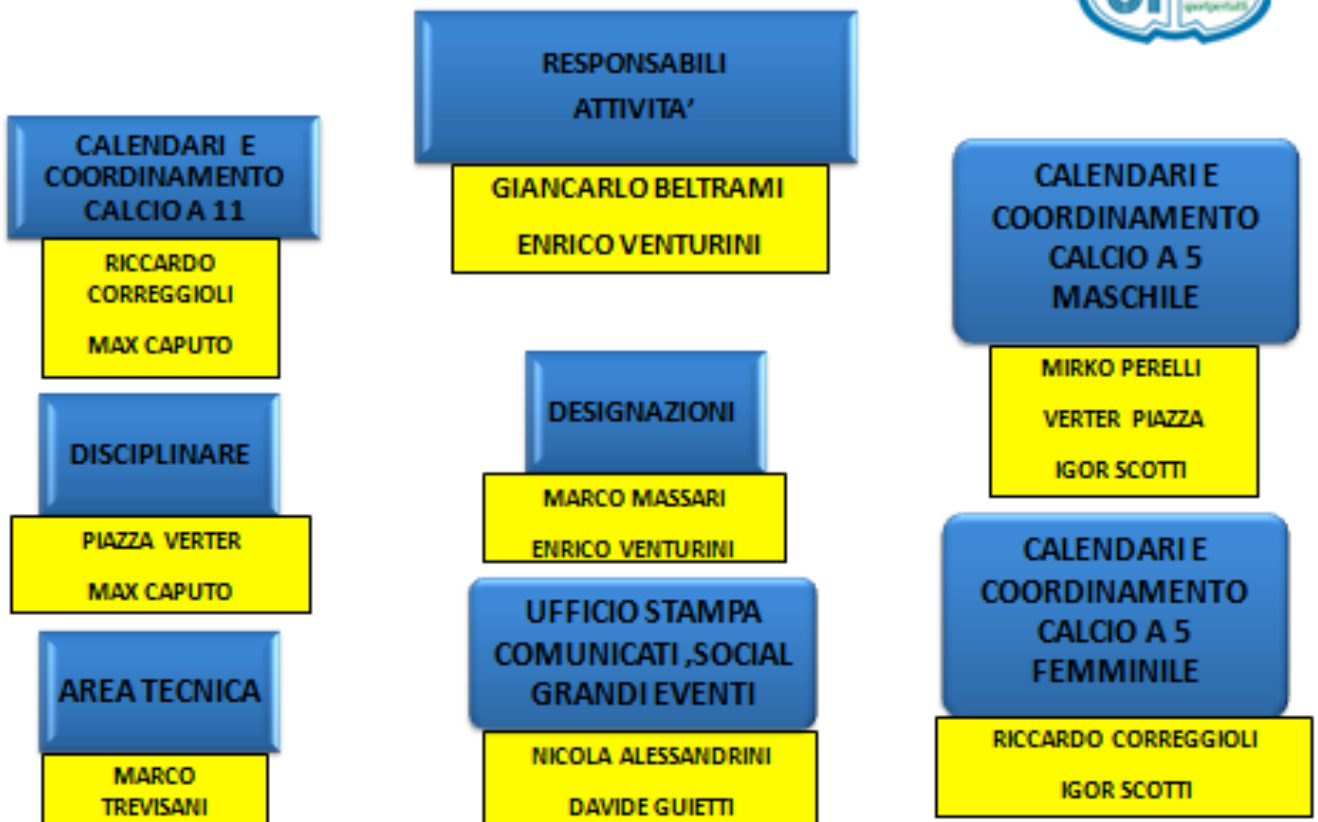 sportpertutti
RESPONSABILI
ATTIVITA’
GIANCARLO BELTRAMI
ENRICO VENTURINI
CALENDARI E
COORDINAMENTO
CALCIO A 11
RICCARDO
CORREGGIOLI
MAX CAPUTO
DISCIPLINARE
PIAZZA VERTER
MAX CAPUTO
AREA TECNICA
MARCO
TREVISANI
DESIGNAZIONI
MARCO MASSARI
ENRICO VENTURINI
UFFICIO STAMPA
COMUNICATI ,SOCIAL
GRANDI EVENTI
NICOLA ALESSANDRINI
DAVIDE GUIETTI
CALENDARI E
COORDINAMENTO
CALCIO A 5
MASCHILE
MIRKO PERELLI
VERTER PIAZZA
IGOR SCOTTI
CALENDARI E
COORDINAMENTO
CALCIO A 5
FEMMINILE
RICCARDO CORREGGIOLI
IGOR SCOTTI